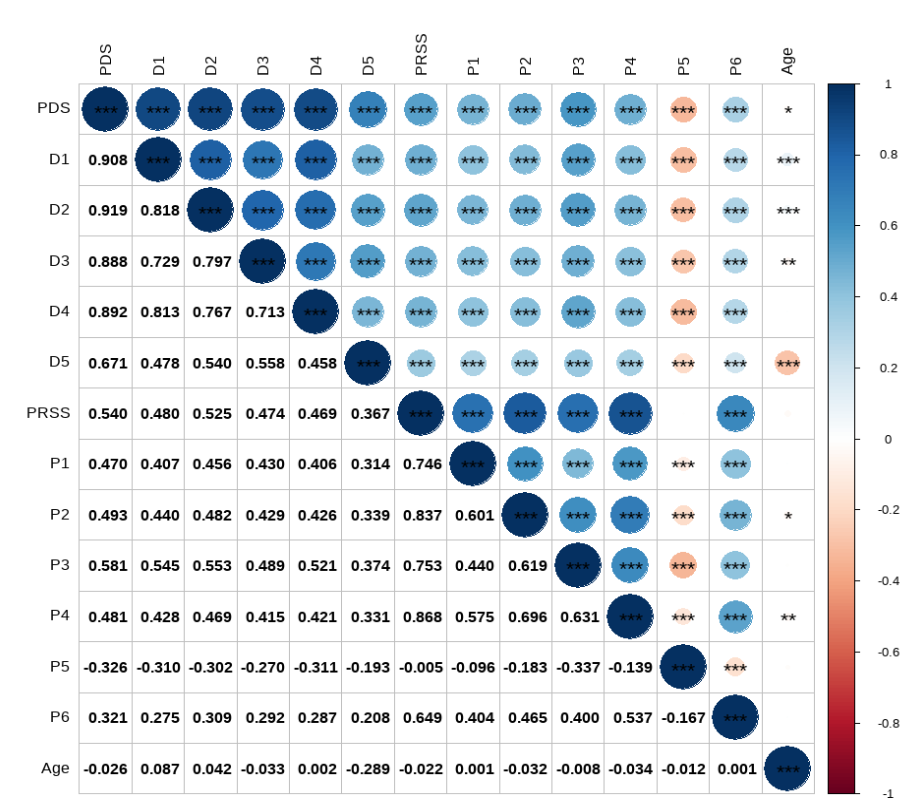 PDS D1 D2 D3 D4 D5 PRSS P1 P2 P3 P4 P5 P6 Age
PDS *** *** *** *** *** *** *** *** *** *** *** *** *** *
D1 0.908 *** *** *** *** *** *** *** *** *** *** *** *** ***
D2 0.919 0.818 *** *** *** *** *** *** *** *** *** *** *** ***
D3 0.888 0.729 0.797 *** *** *** *** *** *** *** *** *** *** **
D4 0.892 0.813 0.767 0.713 *** *** *** *** *** *** *** *** ***
D5 0.671 0.478 0.540 0.558 0.458 *** *** *** *** *** *** *** *** ***
PRSS 0.540 0.480 0.525 0.474 0.469 0.367 *** *** *** *** *** ***
P1 0.470 0.407 0.456 0.430 0.406 0.314 0.746 *** *** *** *** *** ***
P2 0.493 0.440 0.482 0.429 0.426 0.339 0.837 0.601 *** *** *** *** *** *
P3 0.581 0.545 0.553 0.489 0.521 0.374 0.753 0.440 0.619 *** *** *** ***
P4 0.481 0.428 0.469 0.415 0.421 0.331 0.868 0.575 0.696 0.631 *** *** *** **
P5 -0.326 -0.310 -0.302 -0.270 -0.311 -0.193 -0.005 -0.096 -0.183 -0.337 -0.139 *** ***
P6 0.321 0.275 0.309 0.292 0.287 0.208 0.649 0.404 0.465 0.400 0.537 -0.167 ***
Age -0.026 0.087 0.042 -0.033 0.002 -0.289 -0.022 0.001 -0.032 -0.008 -0.034 -0.012 0.001 ***
1
0.8
0.6
0.4
0.2
0
-0.2
-0.4
-0.6
-0.8
-1